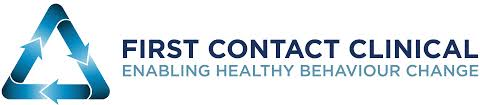 FIRST CONTACT CLINICAL
ENABLING HEALTHY BEHAVIOUR CHANGE